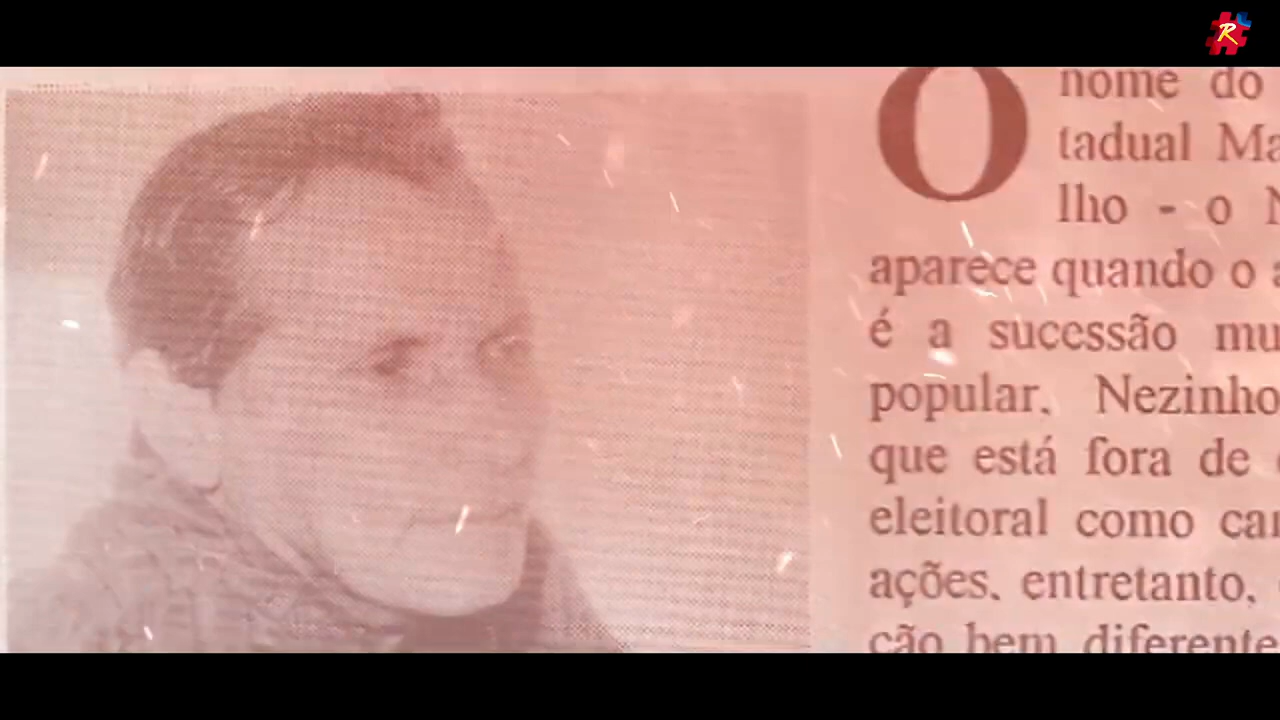 R
O nome do
tadual Ma
lho - o N
aparece quando o a
é a sucessão mu
popular, Nezinho
que está fora de
eleitoral como car
ações, entretanto,
ção bem diferente